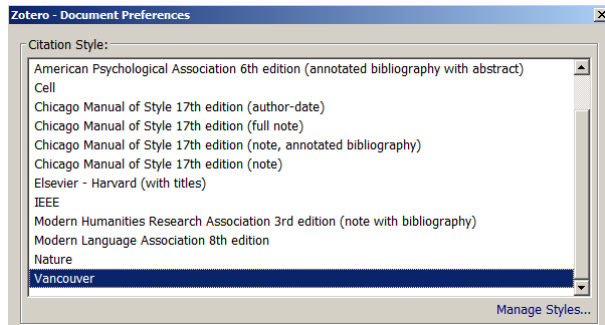 Zotero - Document Preferences
Citation Style:
American Psychological Association 6th edition (annotated bibliography with abstract)
Cell
Chicago Manual of Style 17th edition (author-date)
Chicago Manual of Style 17th edition (full note)
Chicago Manual of Style 17th edition (note, annotated bibliography)
Chicago Manual of Style 17th edition (note)
Elsevier - Harvard (with titles)
IEEE
Modern Humanities Research Association 3rd edition (note with bibliography)
Modern Language Association 8th edition
Nature
Vancouver
Manage Styles...